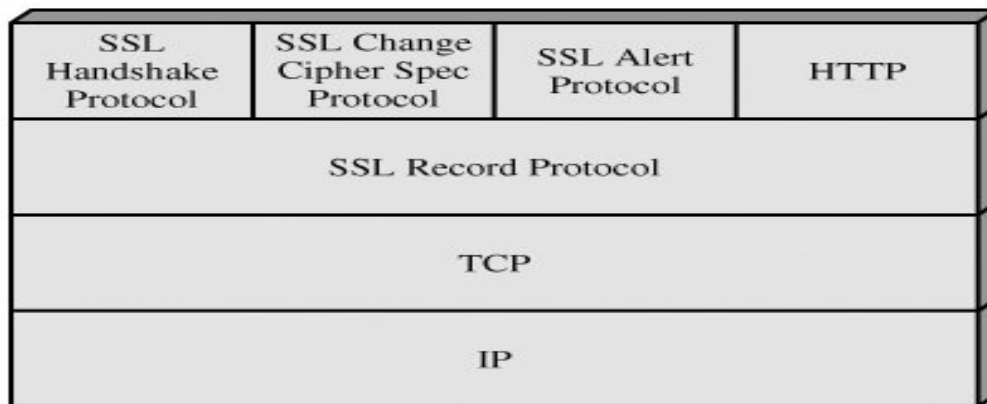 SSL
Handshake
Protocol
SSL Change
Cipher Spec
Protocol
SSL Alert
Protocol
HTTP
SSL Record Protocol
TCP
IP